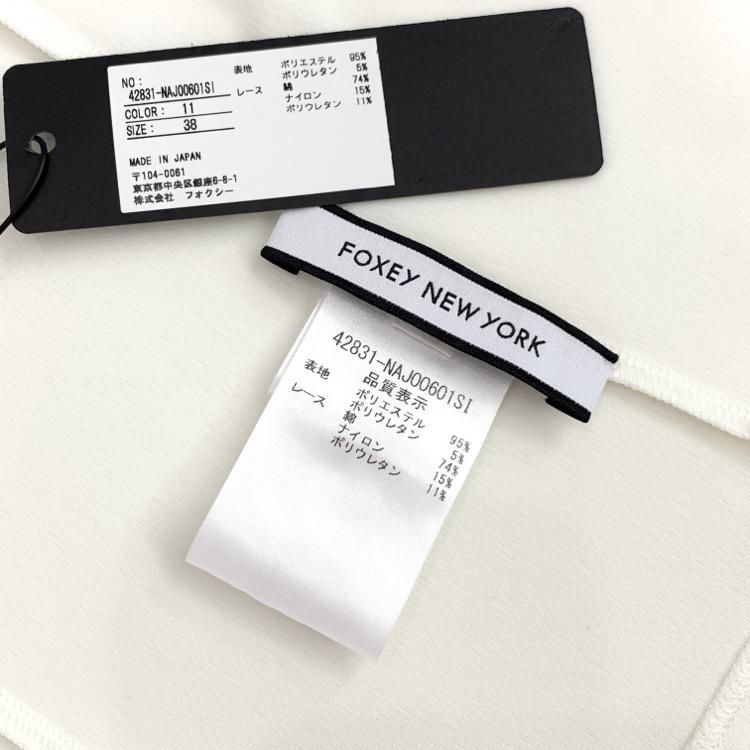 NO:
42831-NAJ00601SI
COLOR: 11
SIZE: 38
MADE IN JAPAN
〒104-0061
東京都中央区銀座6-8-1
株式会社 フォクシー
表地 ポリエステル 95%
ポリウレタン 5%
レース 綿 74%
ナイロン 15%
ポリウレタン 11%
FOXEY NEW YORK
42831-NAJ00601SI
品質表示
表地 ポリエステル 95%
ポリウレタン 5%
レース 綿 74%
ナイロン 15%
ポリウレタン 11%